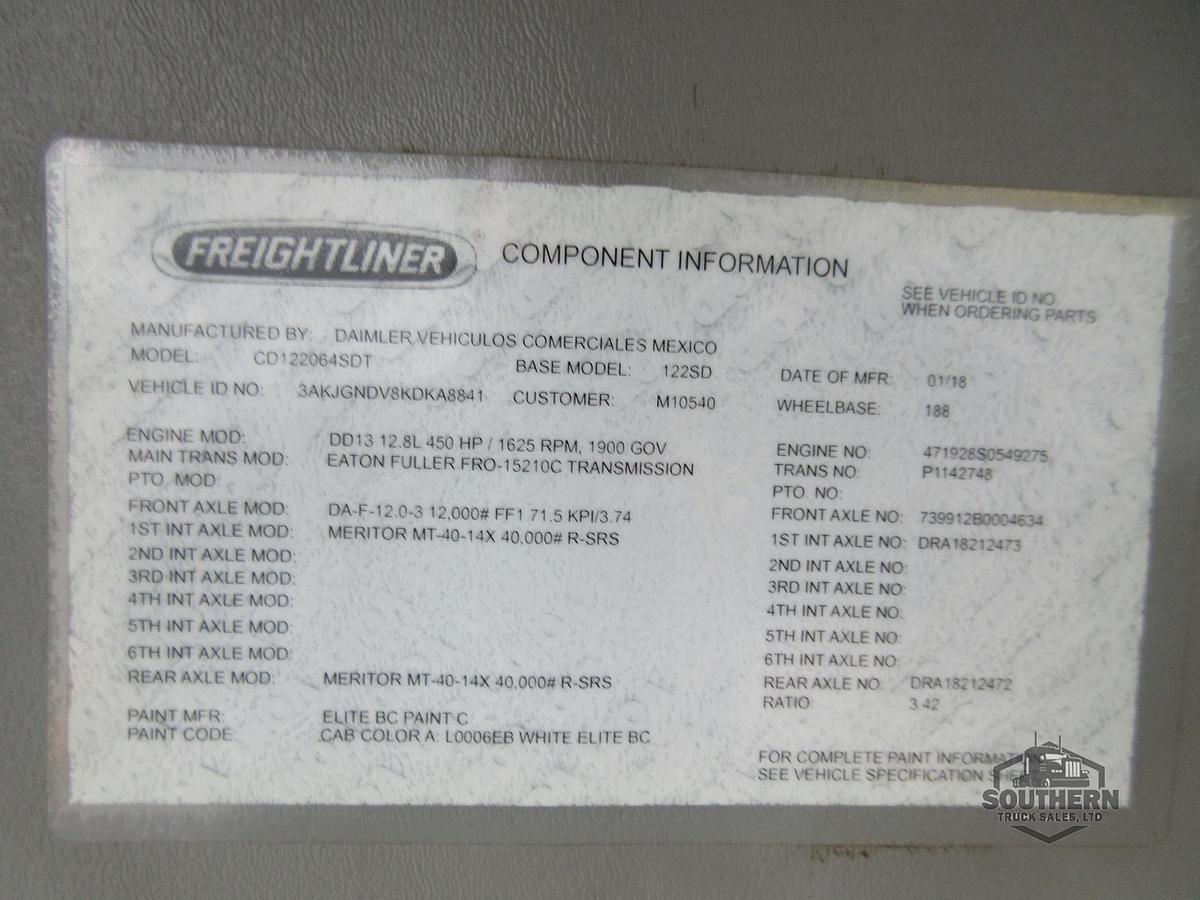 FREIGHTLINER COMPONENT INFORMATION
SEE VEHICLE ID NO
WHEN ORDERING PARTS
MANUFACTURED BY: DAIMLER VEHICULOS COMERCIALES MEXICO
MODEL: CD122064SDT BASE MODEL: 122SD DATE OF MFR: 01/18
VEHICLE ID NO: 3AKJGNDV8KDKA8841 CUSTOMER: M10540 WHEELBASE: 188
ENGINE MOD: DD13 12.8L 450 HP / 1625 RPM, 1900 GOV ENGINE NO: 471928S0549275
MAIN TRANS MOD: EATON FULLER FRO-15210C TRANSMISSION TRANS NO: P1142748
PTO. MOD: PTO. NO:
FRONT AXLE MOD: DA-F-12.0-3 12,000# FF1 71.5 KPI/3.74 FRONT AXLE NO: 739912B0004634
1ST INT AXLE MOD: MERITOR MT-40-14X 40,000# R-SRS 1ST INT AXLE NO: DRA18212473
2ND INT AXLE MOD: 2ND INT AXLE NO:
3RD INT AXLE MOD: 3RD INT AXLE NO:
4TH INT AXLE MOD: 4TH INT AXLE NO:
5TH INT AXLE MOD: 5TH INT AXLE NO:
6TH INT AXLE MOD: 6TH INT AXLE NO:
REAR AXLE MOD: MERITOR MT-40-14X 40,000# R-SRS REAR AXLE NO: DRA18212472
RATIO 3.42
PAINT MFR: ELITE BC PAINT C
PAINT CODE: CAB COLOR A: L0006EB WHITE ELITE BC
FOR COMPLETE PAINT
SEE VEHICLE SPECIFICATION
SOUTHERN
TRUCK SALES, LTD